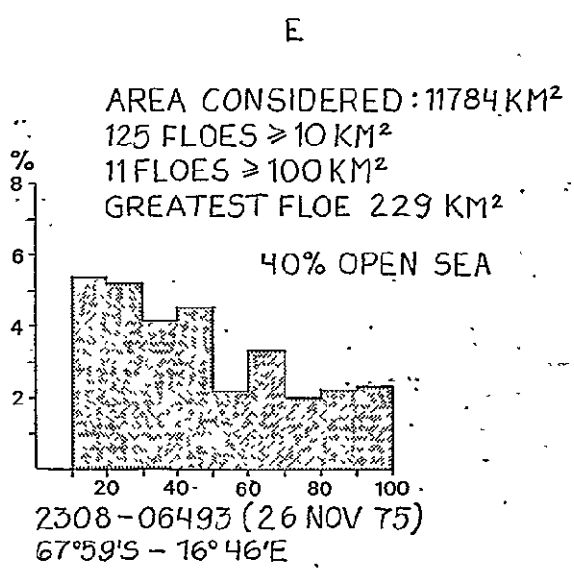 E
AREA CONSIDERED : 11784 KM²
125 FLOES ≥ 10 KM²
11 FLOES ≥ 100 KM²
GREATEST FLOE 229 KM²
40% OPEN SEA
%
8
6
4
2
20 40 60 80 100
2308-06493 (26 NOV 75)
67°59'S - 16°46'E